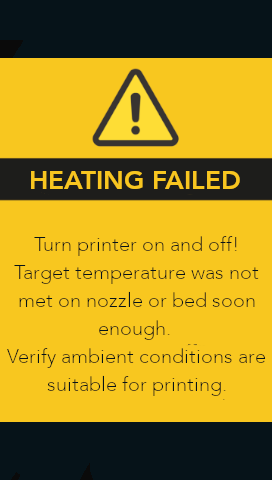 HEATING FAILED
Turn printer on and off!
Target temperature was not
met on nozzle or bed soon
enough.
Verify ambient conditions are
suitable for printing.